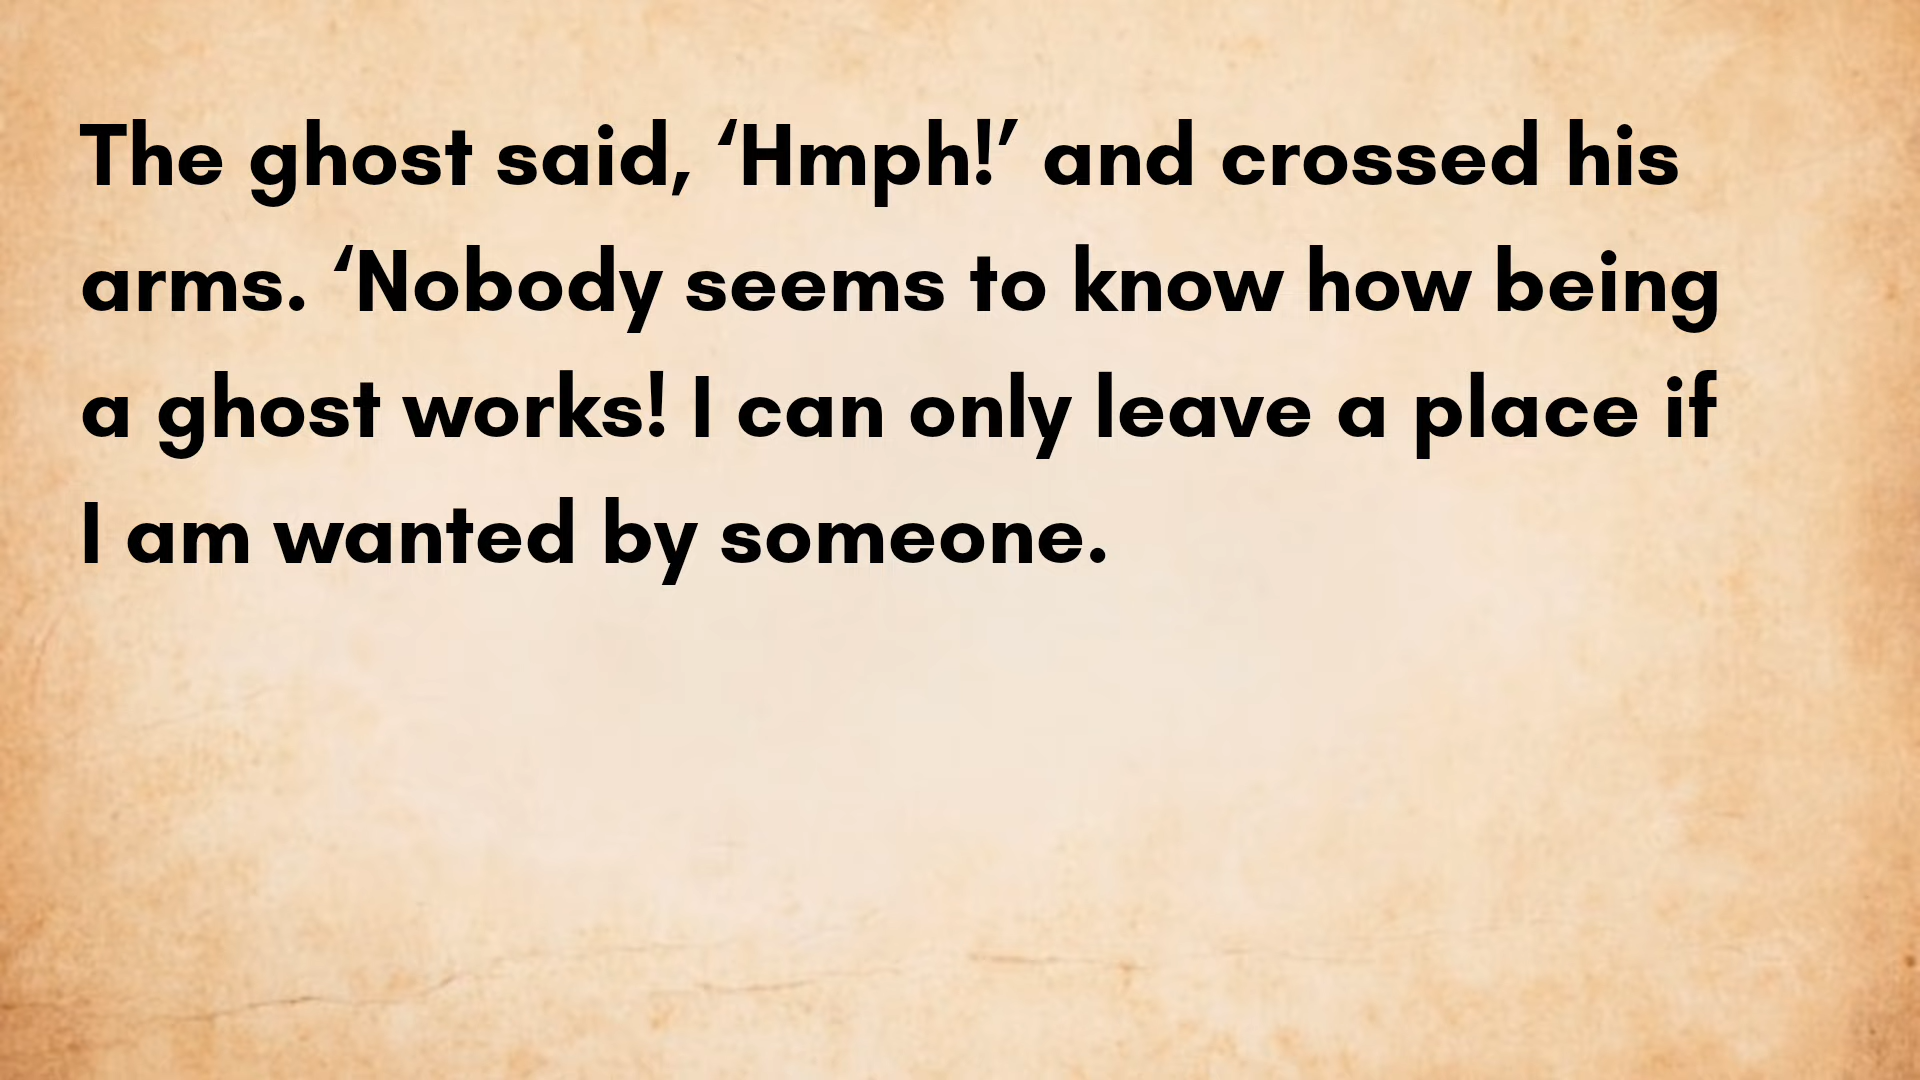 The ghost said, ‘Hmph!’ and crossed his
arms. ‘Nobody seems to know how being
a ghost works! I can only leave a place if
I am wanted by someone.